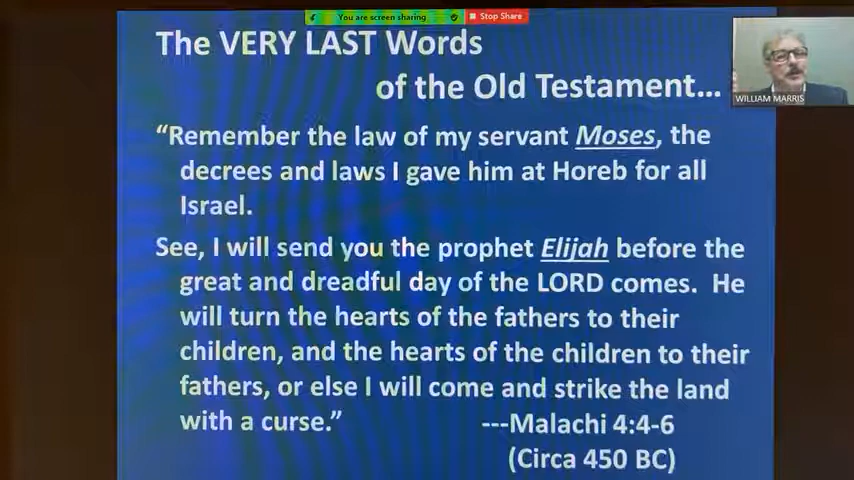 You are screen sharing
Stop Share
The VERY LAST Words
of the Old Testament...
WILLIAM MARRIS
“Remember the law of my servant Moses, the
decrees and laws I gave him at Horeb for all
Israel.
See, I will send you the prophet Elijah before the
great and dreadful day of the LORD comes. He
will turn the hearts of the fathers to their
children, and the hearts of the children to their
fathers, or else I will come and strike the land
with a curse.” ---Malachi 4:4-6
(Circa 450 BC)